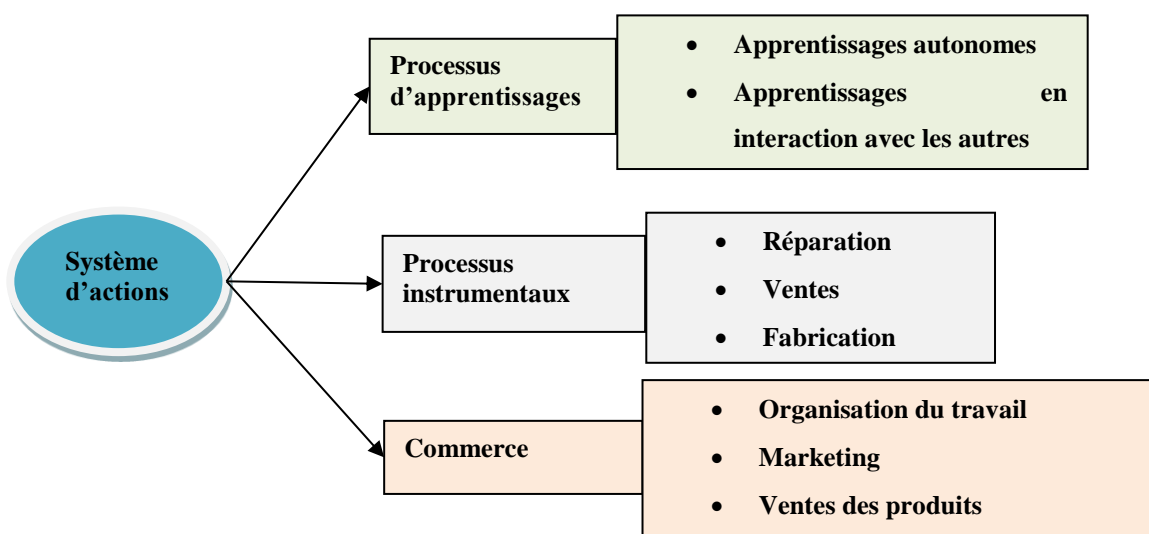 Système
d’actions
Processus
d’apprentissages
• Apprentissages autonomes
• Apprentissages en
interaction avec les autres
Processus
instrumentaux
• Réparation
• Ventes
• Fabrication
Commerce
• Organisation du travail
• Marketing
• Ventes des produits